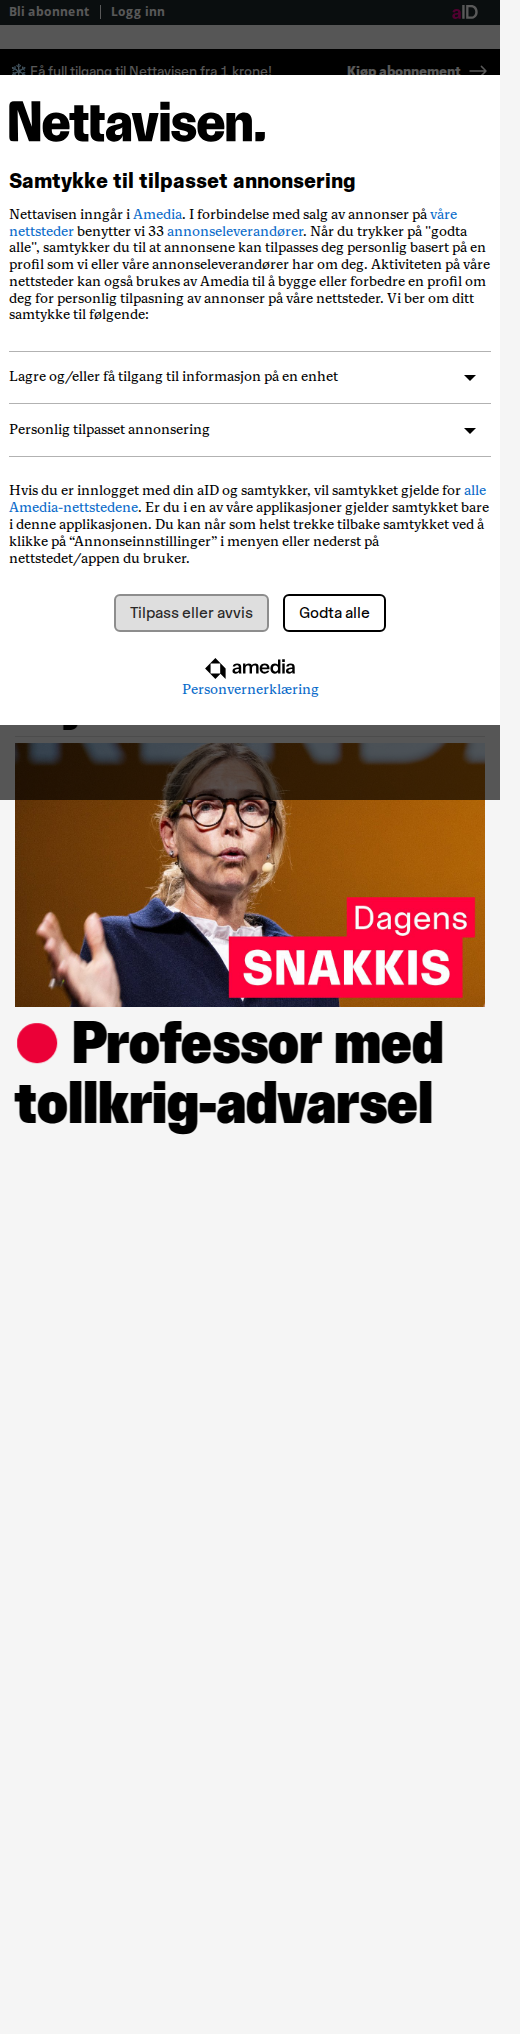 Bli abonnent
Logg inn
aID
Få full tilgang til Nettavisen fra 1 krone!
Kjøp abonnement
Nettavisen.
Samtykke til tilpasset annonsering
Nettavisen inngår i Amedia. I forbindelse med salg av annonser på våre
nettsteder benytter vi 33 annonseleverandører. Når du trykker på "godta
alle", samtykker du til at annonsene kan tilpasses deg personlig basert på en
profil som vi eller våre annonseleverandører har om deg. Aktiviteten på våre
nettsteder kan også brukes av Amedia til å bygge eller forbedre en profil om
deg for personlig tilpasning av annonser på våre nettsteder. Vi ber om ditt
samtykke til følgende:
Lagre og/eller få tilgang til informasjon på en enhet
Personlig tilpasset annonsering
Hvis du er innlogget med din aID og samtykker, vil samtykket gjelde for alle
Amedia-nettstedene. Er du i en av våre applikasjoner gjelder samtykket bare
i denne applikasjonen. Du kan når som helst trekke tilbake samtykket ved å
klikke på “Annonseinnstillinger” i menyen eller nederst på
nettstedet/appen du bruker.
Tilpass eller avvis
Godta alle
amedia
Personvernerklæring
Dagens
SNAKKIS
Professor med
tollkrig-advarsel